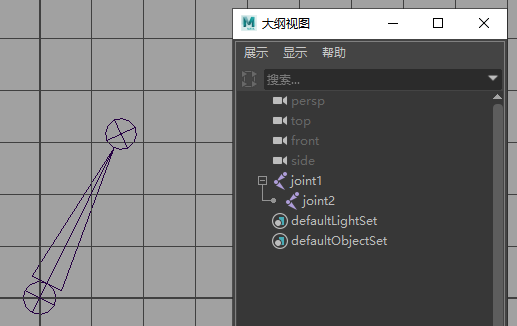 大纲视图
展示 显示 帮助
搜索...
persp
top
front
side
joint1
joint2
defaultLightSet
defaultObjectSet